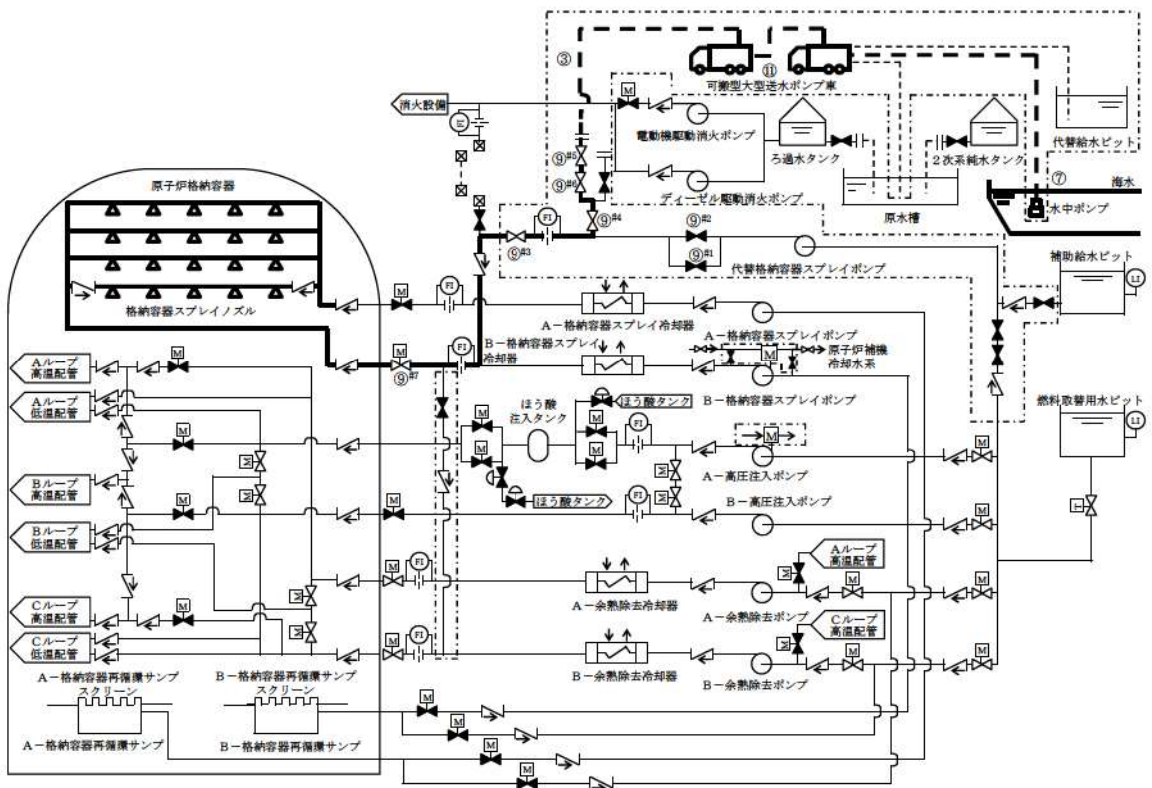 ③
⑪
可搬型大型送水ポンプ車
消火設備
M
FI
電動機駆動消火ポンプ
ろ過水タンク
2次系純水タンク
代替給水ピット
⑨#5
⑨#6
ディーゼル駆動消火ポンプ
原水槽
⑦
海水
水中ポンプ
原子炉格納容器
⑨#4
⑨#3
FI
⑨#2
⑨#1
代替格納容器スプレイポンプ
補助給水ピット
LI
格納容器スプレイノズル
M
FI
A-格納容器スプレイ冷却器
A-格納容器スプレイポンプ
B-格納容器スプレイ
冷却器
原子炉補機
冷却水系
M
⑨#7
FI
M
B-格納容器スプレイポンプ
Aループ
高温配管
M
Aループ
低温配管
ほう酸
注入タンク
ほう酸タンク
燃料取替用水ピット
LI
M
M
M
M
M
FI
M
A-高圧注入ポンプ
M
M
M
M
M
Bループ
高温配管
ほう酸タンク
M
M
FI
B-高圧注入ポンプ
M
T
Bループ
低温配管
M
FI
Aループ
高温配管
M
M
M
A-余熱除去冷却器
A-余熱除去ポンプ
M
Cループ
高温配管
M
M
Cループ
低温配管
M
FI
Cループ
高温配管
M
M
M
B-余熱除去冷却器
B-余熱除去ポンプ
A-格納容器再循環サンプ
スクリーン
B-格納容器再循環サンプ
スクリーン
M
M
A-格納容器再循環サンプ
B-格納容器再循環サンプ
M
M